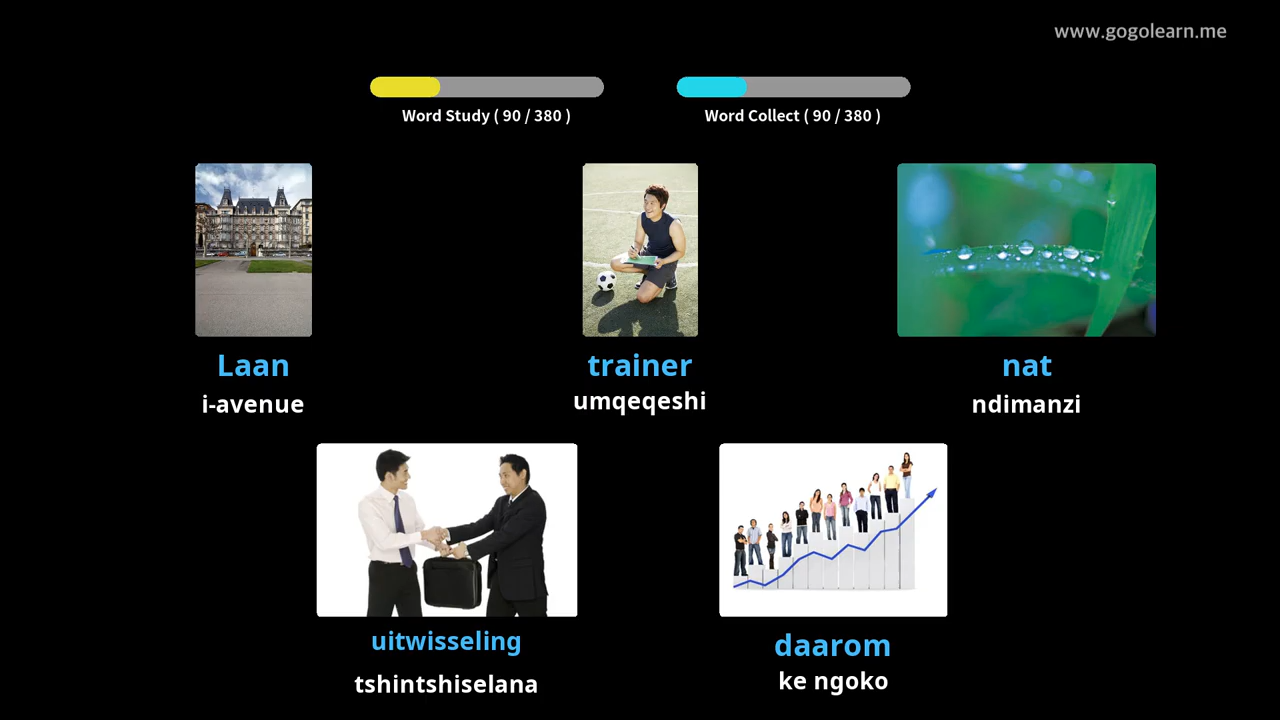 www.gogolearn.me
Word Study ( 90 / 380 )
Word Collect ( 90 / 380 )
Laan
i-avenue
trainer
umqeqeshi
nat
ndimanzi
uitwisseling
tshintshiselana
daarom
ke ngoko